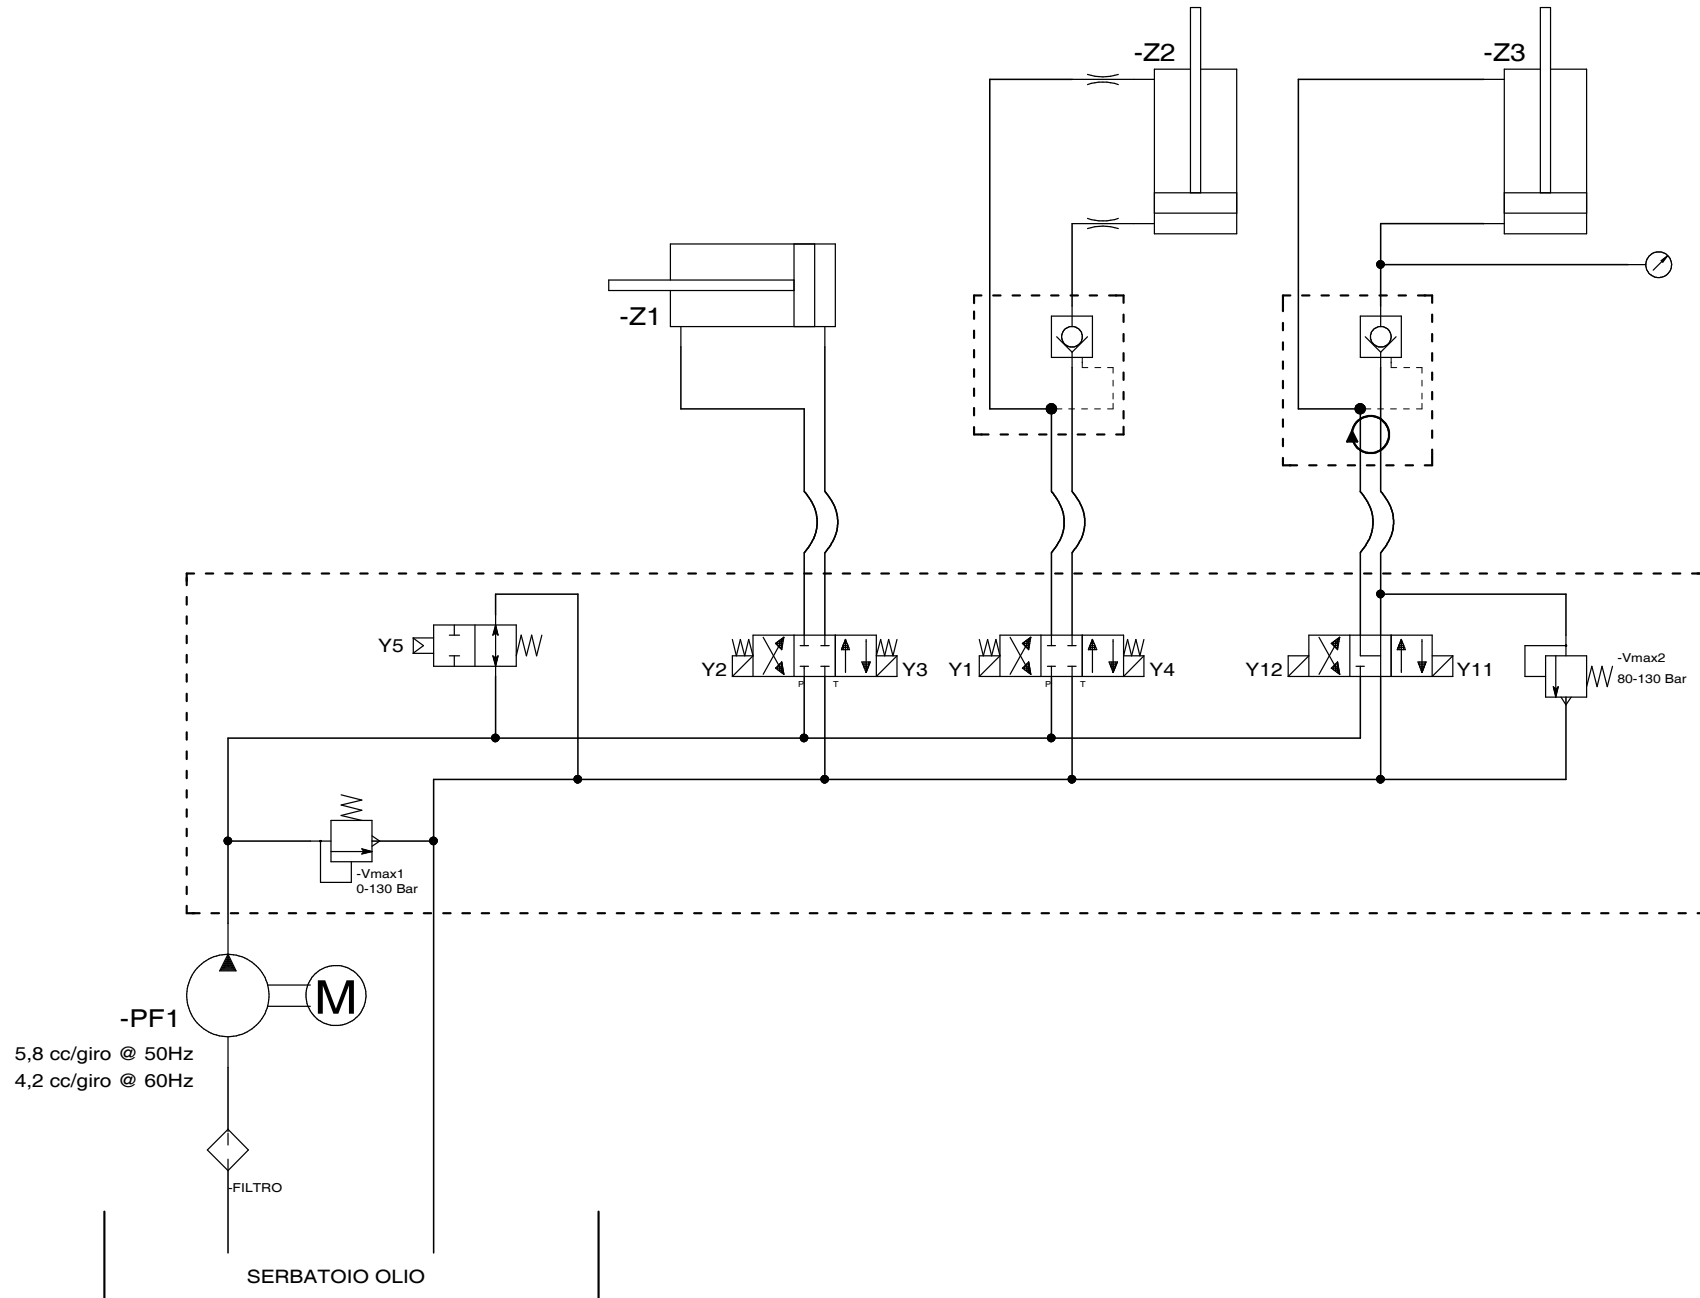 -Z2
-Z3
-Z1
Y5
Y2
P
T
Y3
Y1
P
T
Y4
Y12
Y11
-Vmax2
80-130 Bar
-Vmax1
0-130 Bar
M
-PF1
5,8 cc/giro @ 50Hz
4,2 cc/giro @ 60Hz
-FILTRO
SERBATOIO OLIO